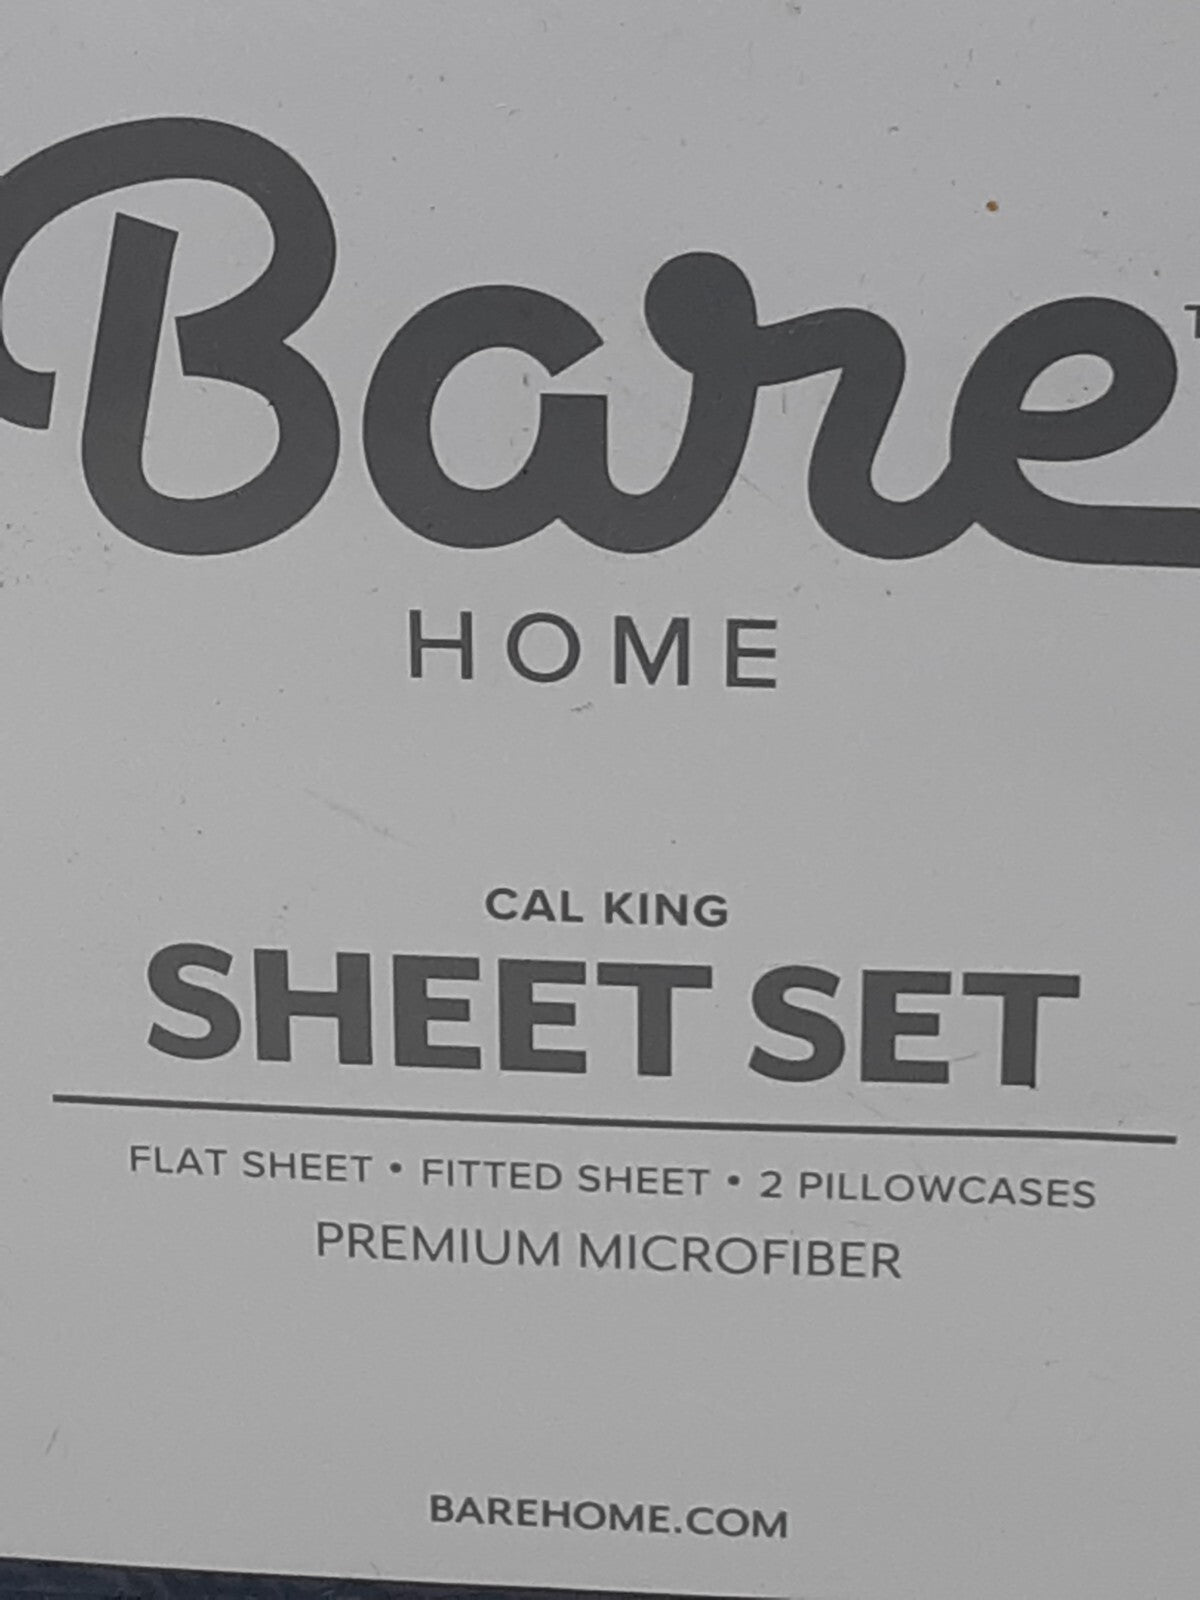 Bare
HOME
CAL KING
SHEET SET
FLAT SHEET • FITTED SHEET • 2 PILLOWCASES
PREMIUM MICROFIBER
BAREHOME.COM